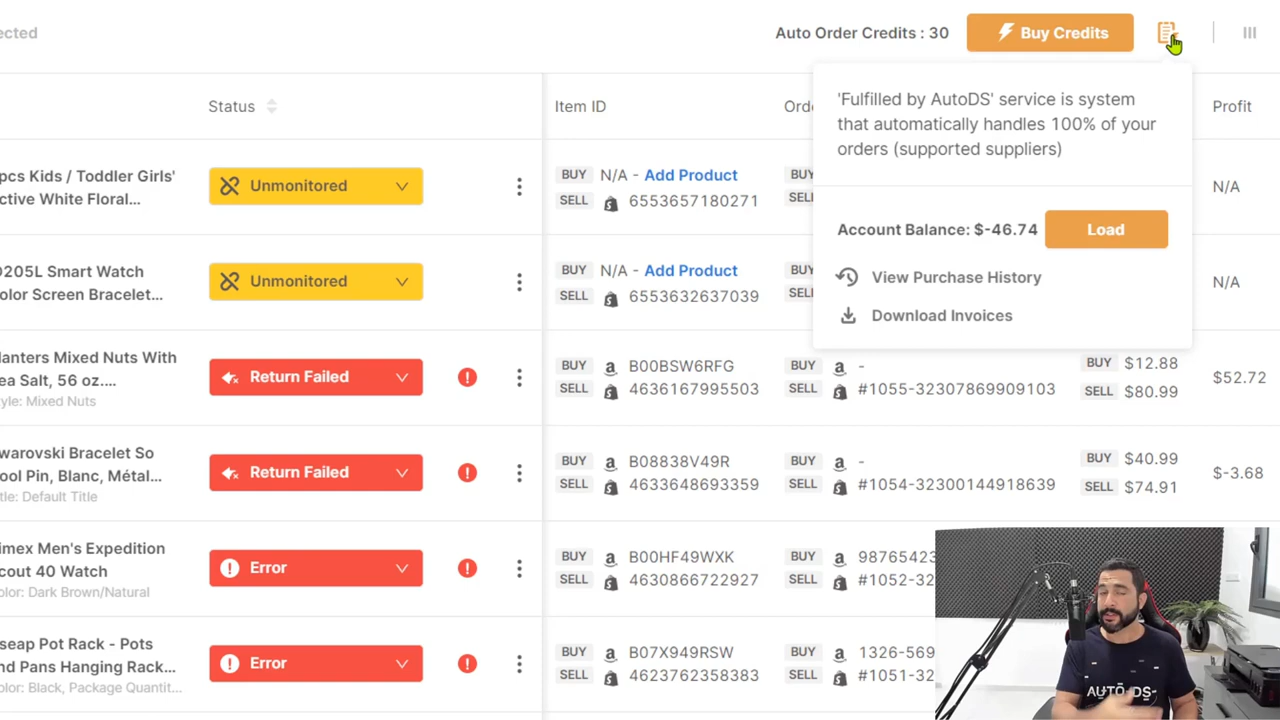 ected
Auto Order Credits : 30
Buy Credits
Status
Item ID
Orde
Profit
'Fulfilled by AutoDS' service is system
that automatically handles 100% of your
orders (supported suppliers)
Account Balance: $-46.74
Load
View Purchase History
Download Invoices
pcs Kids / Toddler Girls'
ctive White Floral...
Unmonitored
BUY N/A - Add Product
SELL 6553657180271
BUY
SELL
N/A
D205L Smart Watch
olor Screen Bracelet...
Unmonitored
BUY N/A - Add Product
SELL 6553632637039
BUY
SELL
N/A
lanters Mixed Nuts With
ea Salt, 56 oz....
tyle: Mixed Nuts
Return Failed
BUY B00BSW6RFG
SELL 4636167995503
BUY -
SELL #1055-32307869909103
BUY $12.88
SELL $80.99
$52.72
warovski Bracelet So
ool Pin, Blanc, Métal...
itle: Default Title
Return Failed
BUY B08838V49R
SELL 4633648693359
BUY -
SELL #1054-32300144918639
BUY $40.99
SELL $74.91
$-3.68
imex Men's Expedition
cout 40 Watch
olor: Dark Brown/Natural
Error
BUY B00HF49WXK
SELL 4630866722927
BUY 98765423
SELL #1052-32
seap Pot Rack - Pots
nd Pans Hanging Rack...
olor: Black, Package Quantit...
Error
BUY B07X949RSW
SELL 4623762358383
BUY 1326-569
SELL #1051-32
AUTODS